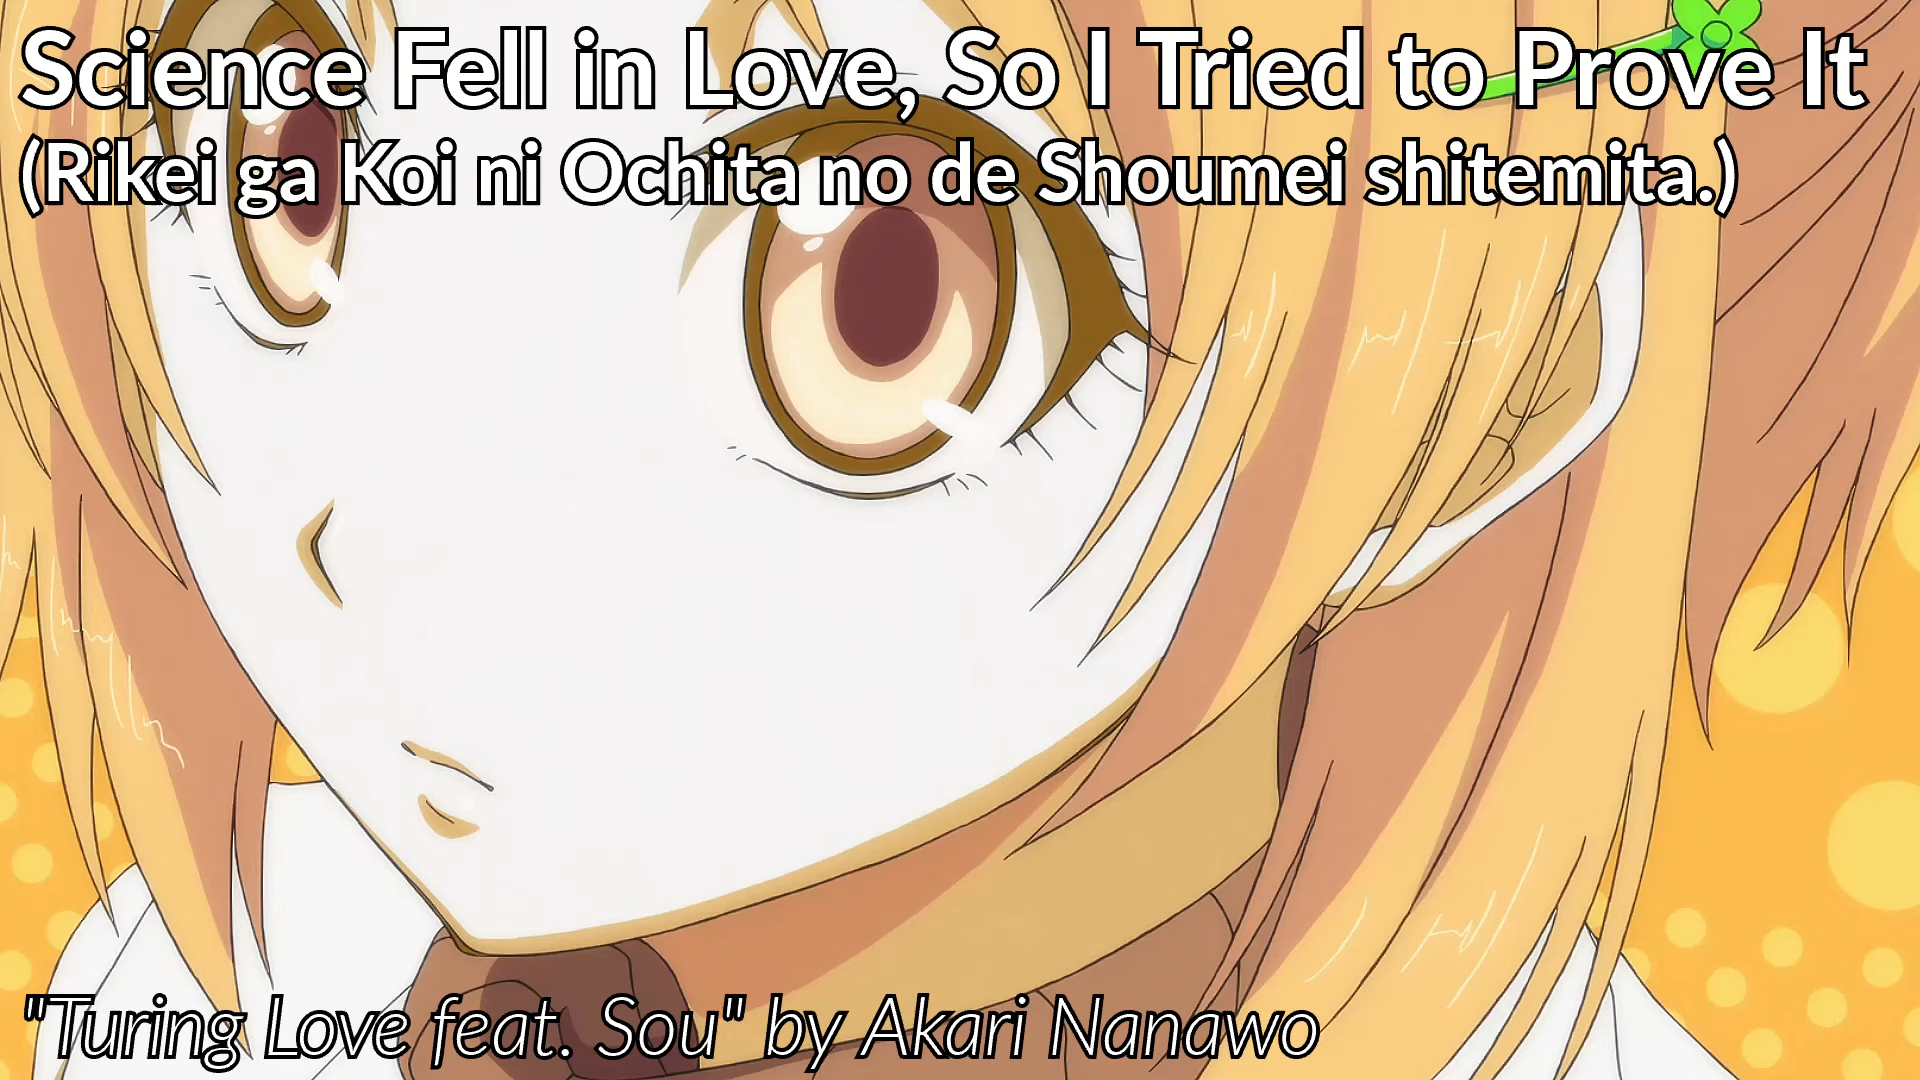 Science Fell in Love, So I Tried to Prove It
(Rikei ga Koi ni Ochita no de Shoumei shitemita.)
"Turing Love feat. Sou" by Akari Nanawo